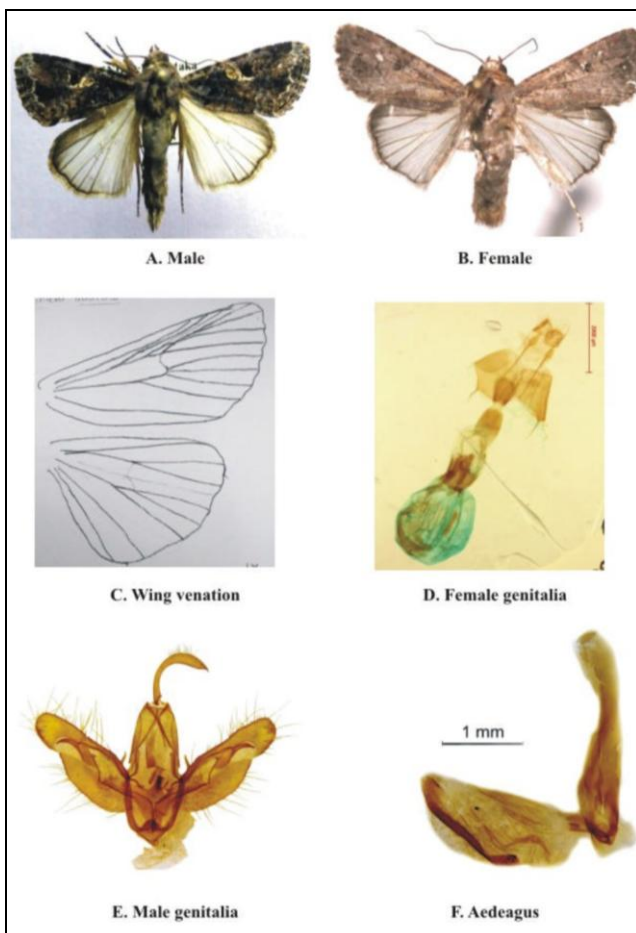 A. Male
B. Female
C. Wing venation
D. Female genitalia
1 mm
E. Male genitalia
F. Aedeagus